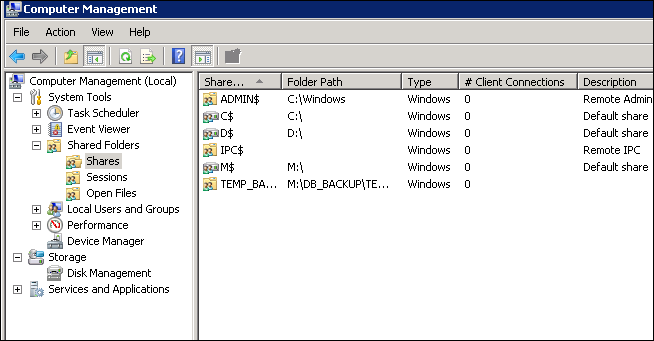 Computer Management
File Action View Help
Computer Management (Local)
System Tools
Task Scheduler
Event Viewer
Shared Folders
Shares
Sessions
Open Files
Local Users and Groups
Performance
Device Manager
Storage
Disk Management
Services and Applications
Share... Folder Path Type # Client Connections Description
ADMIN$ C:\Windows Windows 0 Remote Admin
C$ C:\ Windows 0 Default share
D$ D:\ Windows 0 Default share
IPC$ Windows 0 Remote IPC
M$ M:\ Windows 0 Default share
TEMP_BA... M:\DB_BACKUP\TE... Windows 0